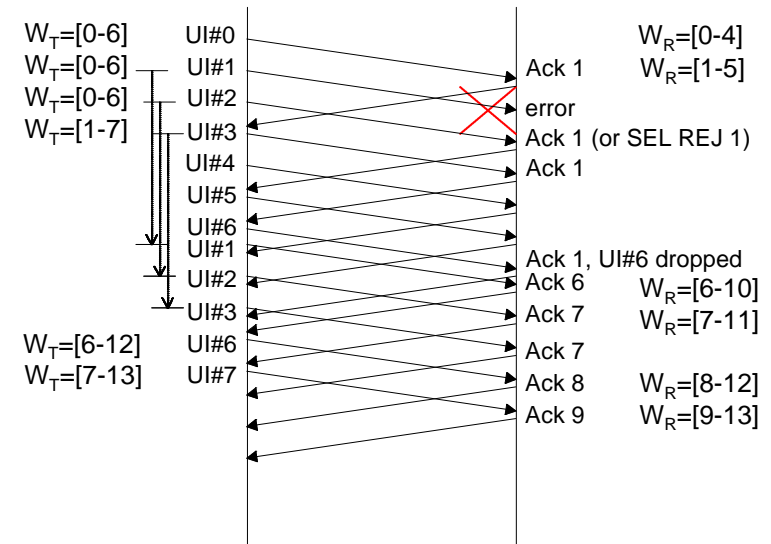 W_T=[0-6] UI#0 W_R=[0-4]
W_T=[0-6] UI#1 Ack 1 W_R=[1-5]
W_T=[0-6] UI#2 error
W_T=[1-7] UI#3 Ack 1 (or SEL REJ 1)
UI#4 Ack 1
UI#5
UI#6
UI#1 Ack 1, UI#6 dropped
UI#2 Ack 6 W_R=[6-10]
UI#3 Ack 7 W_R=[7-11]
W_T=[6-12] UI#6 Ack 7
W_T=[7-13] UI#7 Ack 8 W_R=[8-12]
Ack 9 W_R=[9-13]